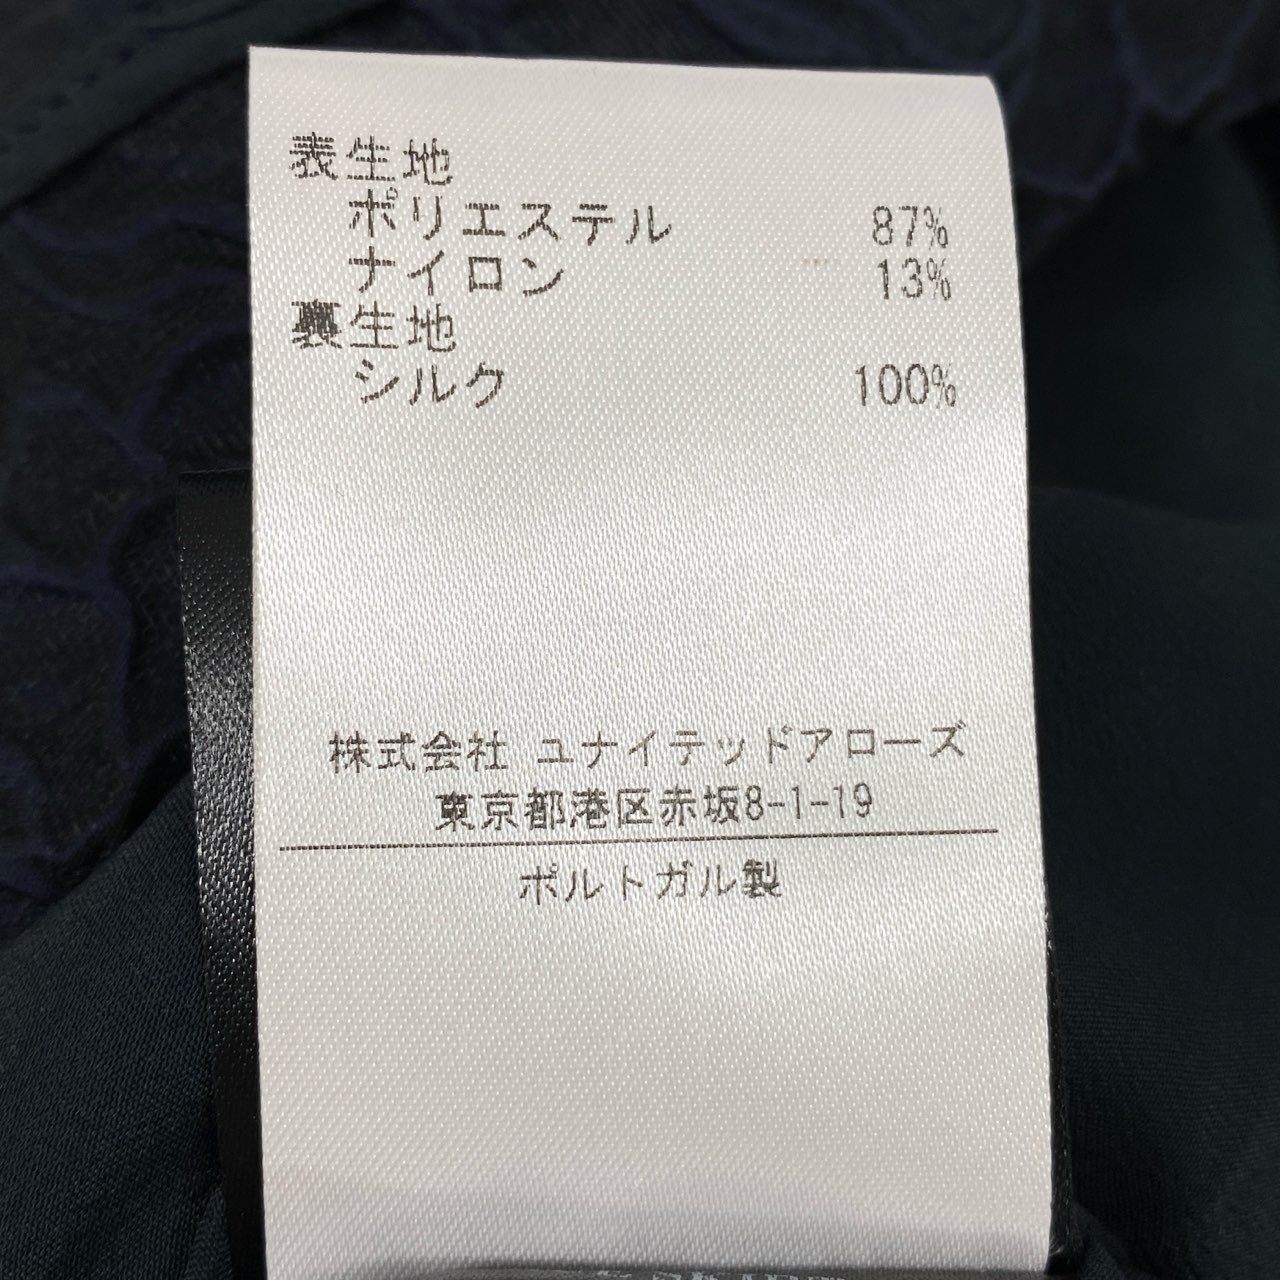 表生地
ポリエステル 87%
ナイロン 13%
裏生地
シルク 100%
株式会社 ユナイテッドアローズ
東京都港区赤坂8-1-19
ポルトガル製